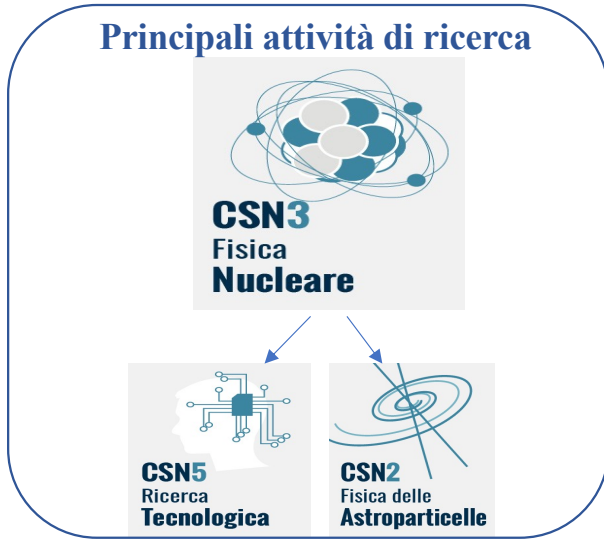 Principali attività di ricerca
CSN3
Fisica
Nucleare
CSN5
Ricerca
Tecnologica
CSN2
Fisica delle
Astroparticelle